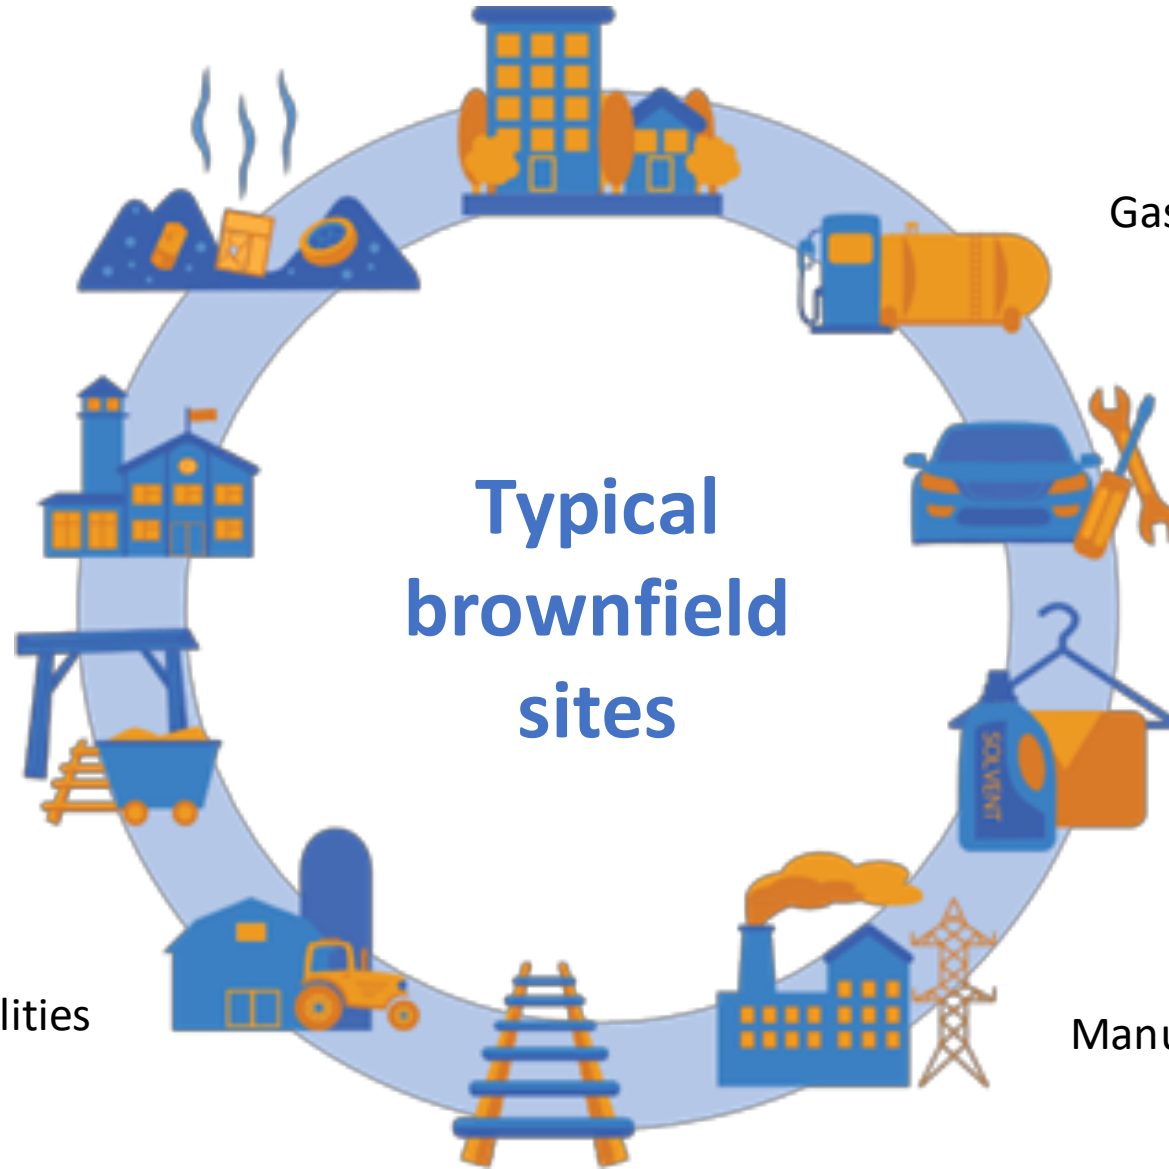 Gas
Typical
brownfield
sites
SOLVENT
lities
Manu